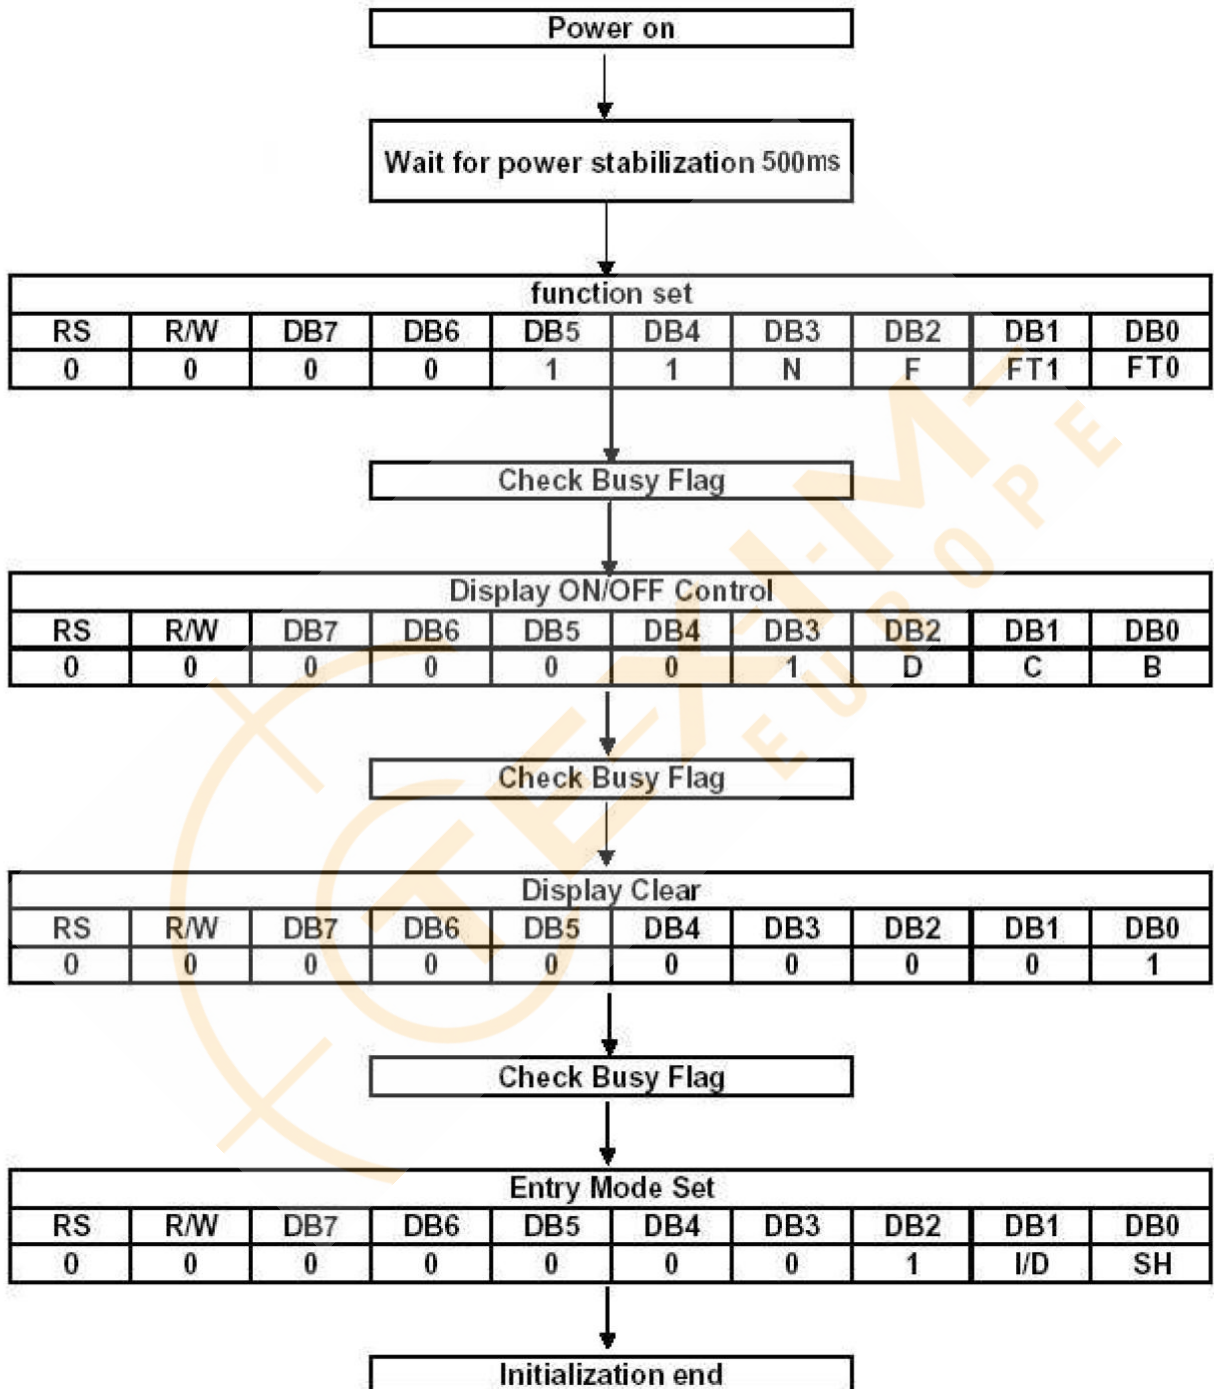 Power on
Wait for power stabilization 500ms
function set
RS R/W DB7 DB6 DB5 DB4 DB3 DB2 DB1 DB0
0 0 0 0 1 1 N F FT1 FT0
Check Busy Flag
Display ON/OFF Control
RS R/W DB7 DB6 DB5 DB4 DB3 DB2 DB1 DB0
0 0 0 0 0 0 1 D C B
Check Busy Flag
Display Clear
RS R/W DB7 DB6 DB5 DB4 DB3 DB2 DB1 DB0
0 0 0 0 0 0 0 0 0 1
Check Busy Flag
Entry Mode Set
RS R/W DB7 DB6 DB5 DB4 DB3 DB2 DB1 DB0
0 0 0 0 0 0 0 1 I/D SH
Initialization end
TEXIM
EUROPE